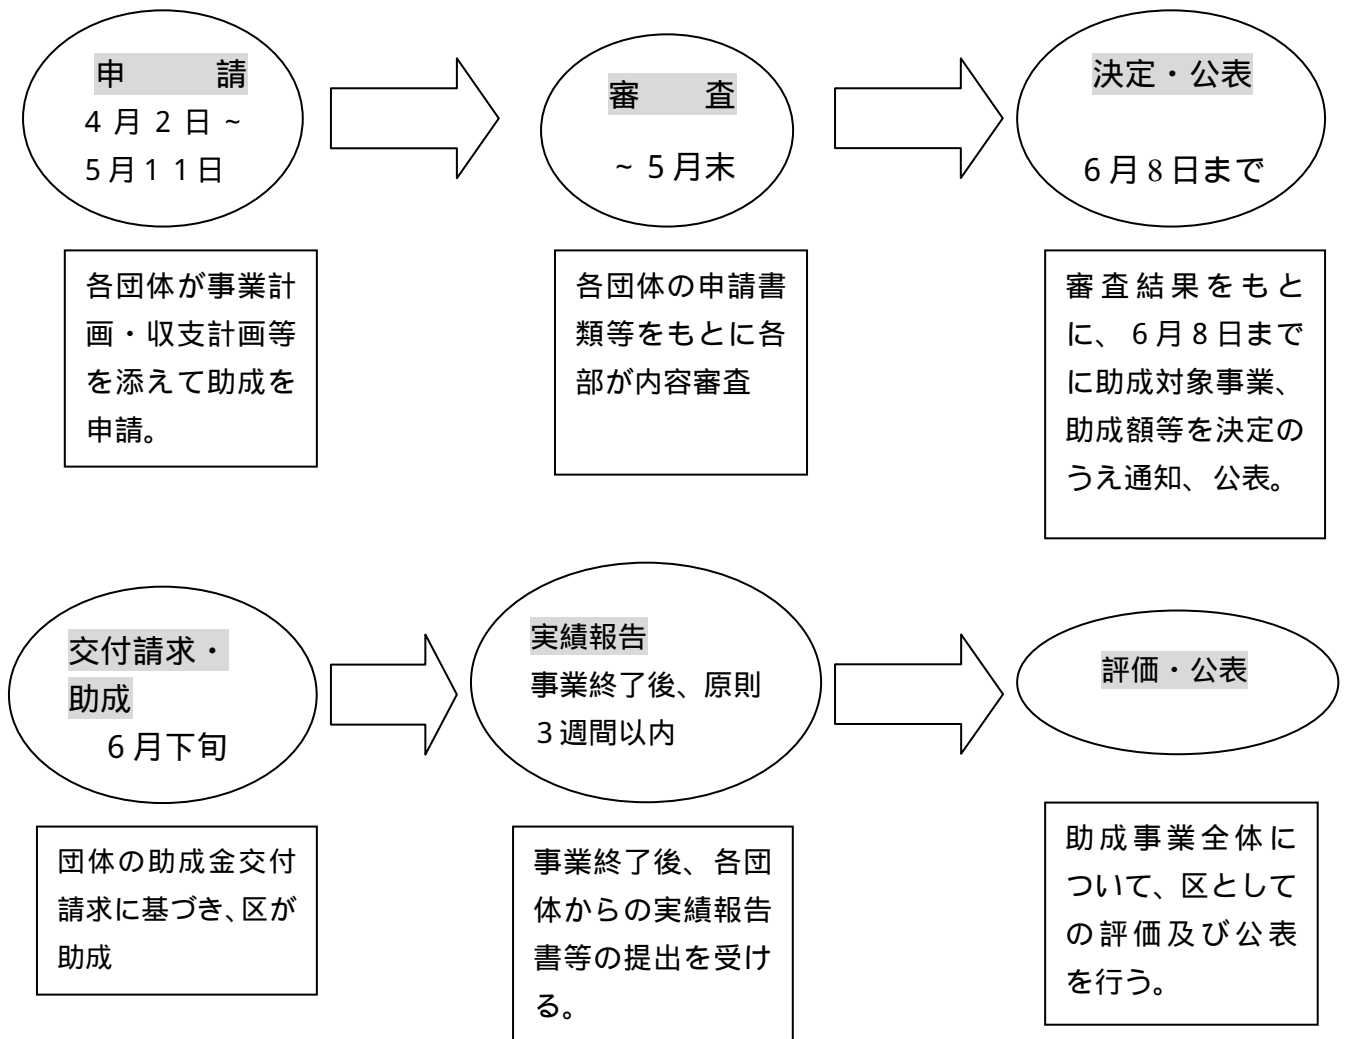 申　請
4月2日~
5月11日
審　査
~5月末
決定・公表
6月8日まで
各団体が事業計
画・収支計画等
を添えて助成を
申請。
各団体の申請書
類等をもとに各
部が内容審査
審査結果をもと
に、6月8日まで
に助成対象事業、
助成額等を決定の
うえ通知、公表。
交付請求・
助成
6月下旬
実績報告
事業終了後、原則
3週間以内
評価・公表
団体の助成金交付
請求に基づき、区が
助成
事業終了後、各団
体からの実績報告
書等の提出を受け
る。
助成事業全体に
ついて、区として
の評価及び公表
を行う。